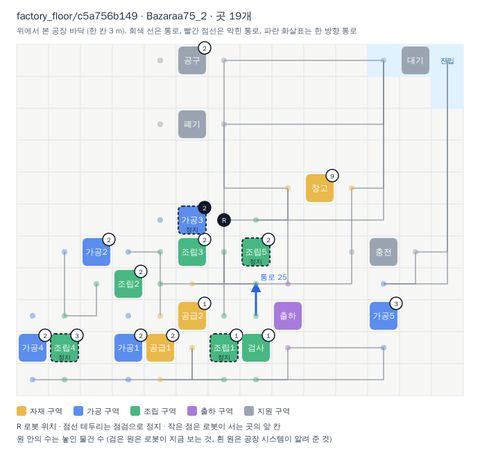 factory_floor/c5a756b149 · Bazaraa75_2 · 곳 19개
위에서 본 공장 바닥 (한 칸 3 m). 회색 선은 통로, 빨간 점선은 막힌 통로, 파란 화살표는 한 방향 통로
공구 2
대기
진입
폐기
창고 9
가공3 2
정지
R
가공2 2
조립3 2
조립5 2
정지
충전
조립2 2
통로 25
공급2 1
출하
가공5 3
가공4 2
조립4 3
정지
가공1 2
공급1 2
조립1 1
정지
검사 1
자재 구역
가공 구역
조립 구역
출하 구역
지원 구역
R 로봇 위치 · 점선 테두리는 점검으로 정지 · 작은 점은 로봇이 서는 곳의 앞 칸
원 안의 수는 놓인 물건 수 (검은 원은 로봇이 지금 보는 것, 흰 원은 공장 시스템이 알려 준 것)